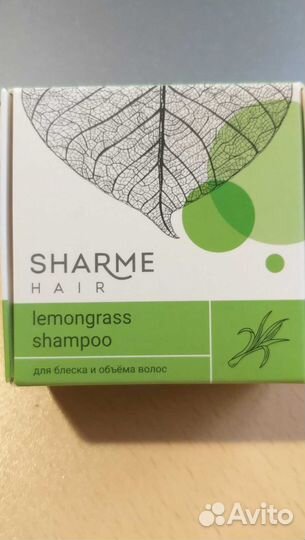 SHARME
HAIR
lemongrass
shampoo
для блеска и объёма волос
Avito